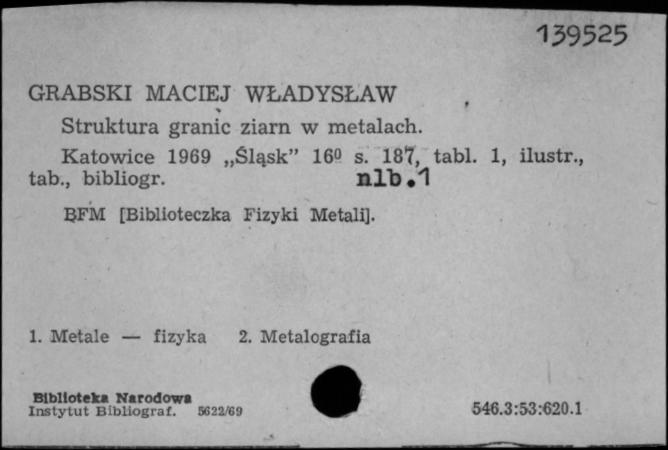 139525
GRABSKI MACIEJ WŁADYSŁAW
Struktura granic ziarn w metalach.
Katowice 1969 „Śląsk” 16º s. 187, tabl. 1, ilustr.,
tab., bibliogr. nlb.1
BFM [Biblioteczka Fizyki Metali].
1. Metale — fizyka 2. Metalografia
Biblioteka Narodowa
Instytut Bibliograf. 5622/69 546.3:53:620.1